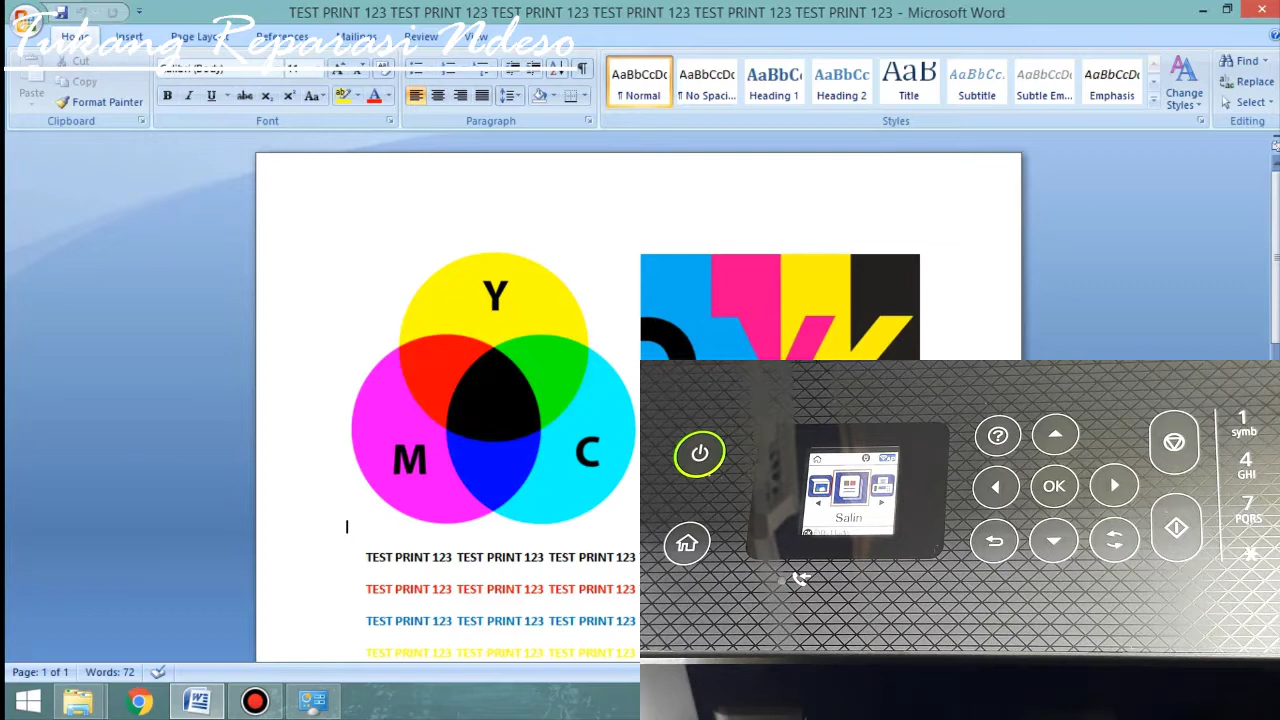 TEST PRINT 123 TEST PRINT 123 TEST PRINT 123 TEST PRINT 123 TEST PRINT 123 TEST PRINT 123 - Microsoft Word
Tukang Reparasi Ndeso
Home Insert Page Layout References Mailings Review View
Cut
Copy
Paste
Format Painter
Clipboard
11
B I U abc x₂ x² Aa
Font
Paragraph
AaBbCcDc AaBbCcDc AaBbCc AaBbCc AaB AaBbCc. AaBbCcDc AaBbCcDc
¶ Normal ¶ No Spaci... Heading 1 Heading 2 Title Subtitle Subtle Em... Emphasis
Change Styles
Styles
Find
Replace
Select
Editing
Y
M
C
TEST PRINT 123 TEST PRINT 123 TEST PRINT 123
TEST PRINT 123 TEST PRINT 123 TEST PRINT 123
TEST PRINT 123 TEST PRINT 123 TEST PRINT 123
TEST PRINT 123 TEST PRINT 123 TEST PRINT 123
Salin
OK
1
symb
4
GHI
7
PQRS
*
Page: 1 of 1 Words: 72